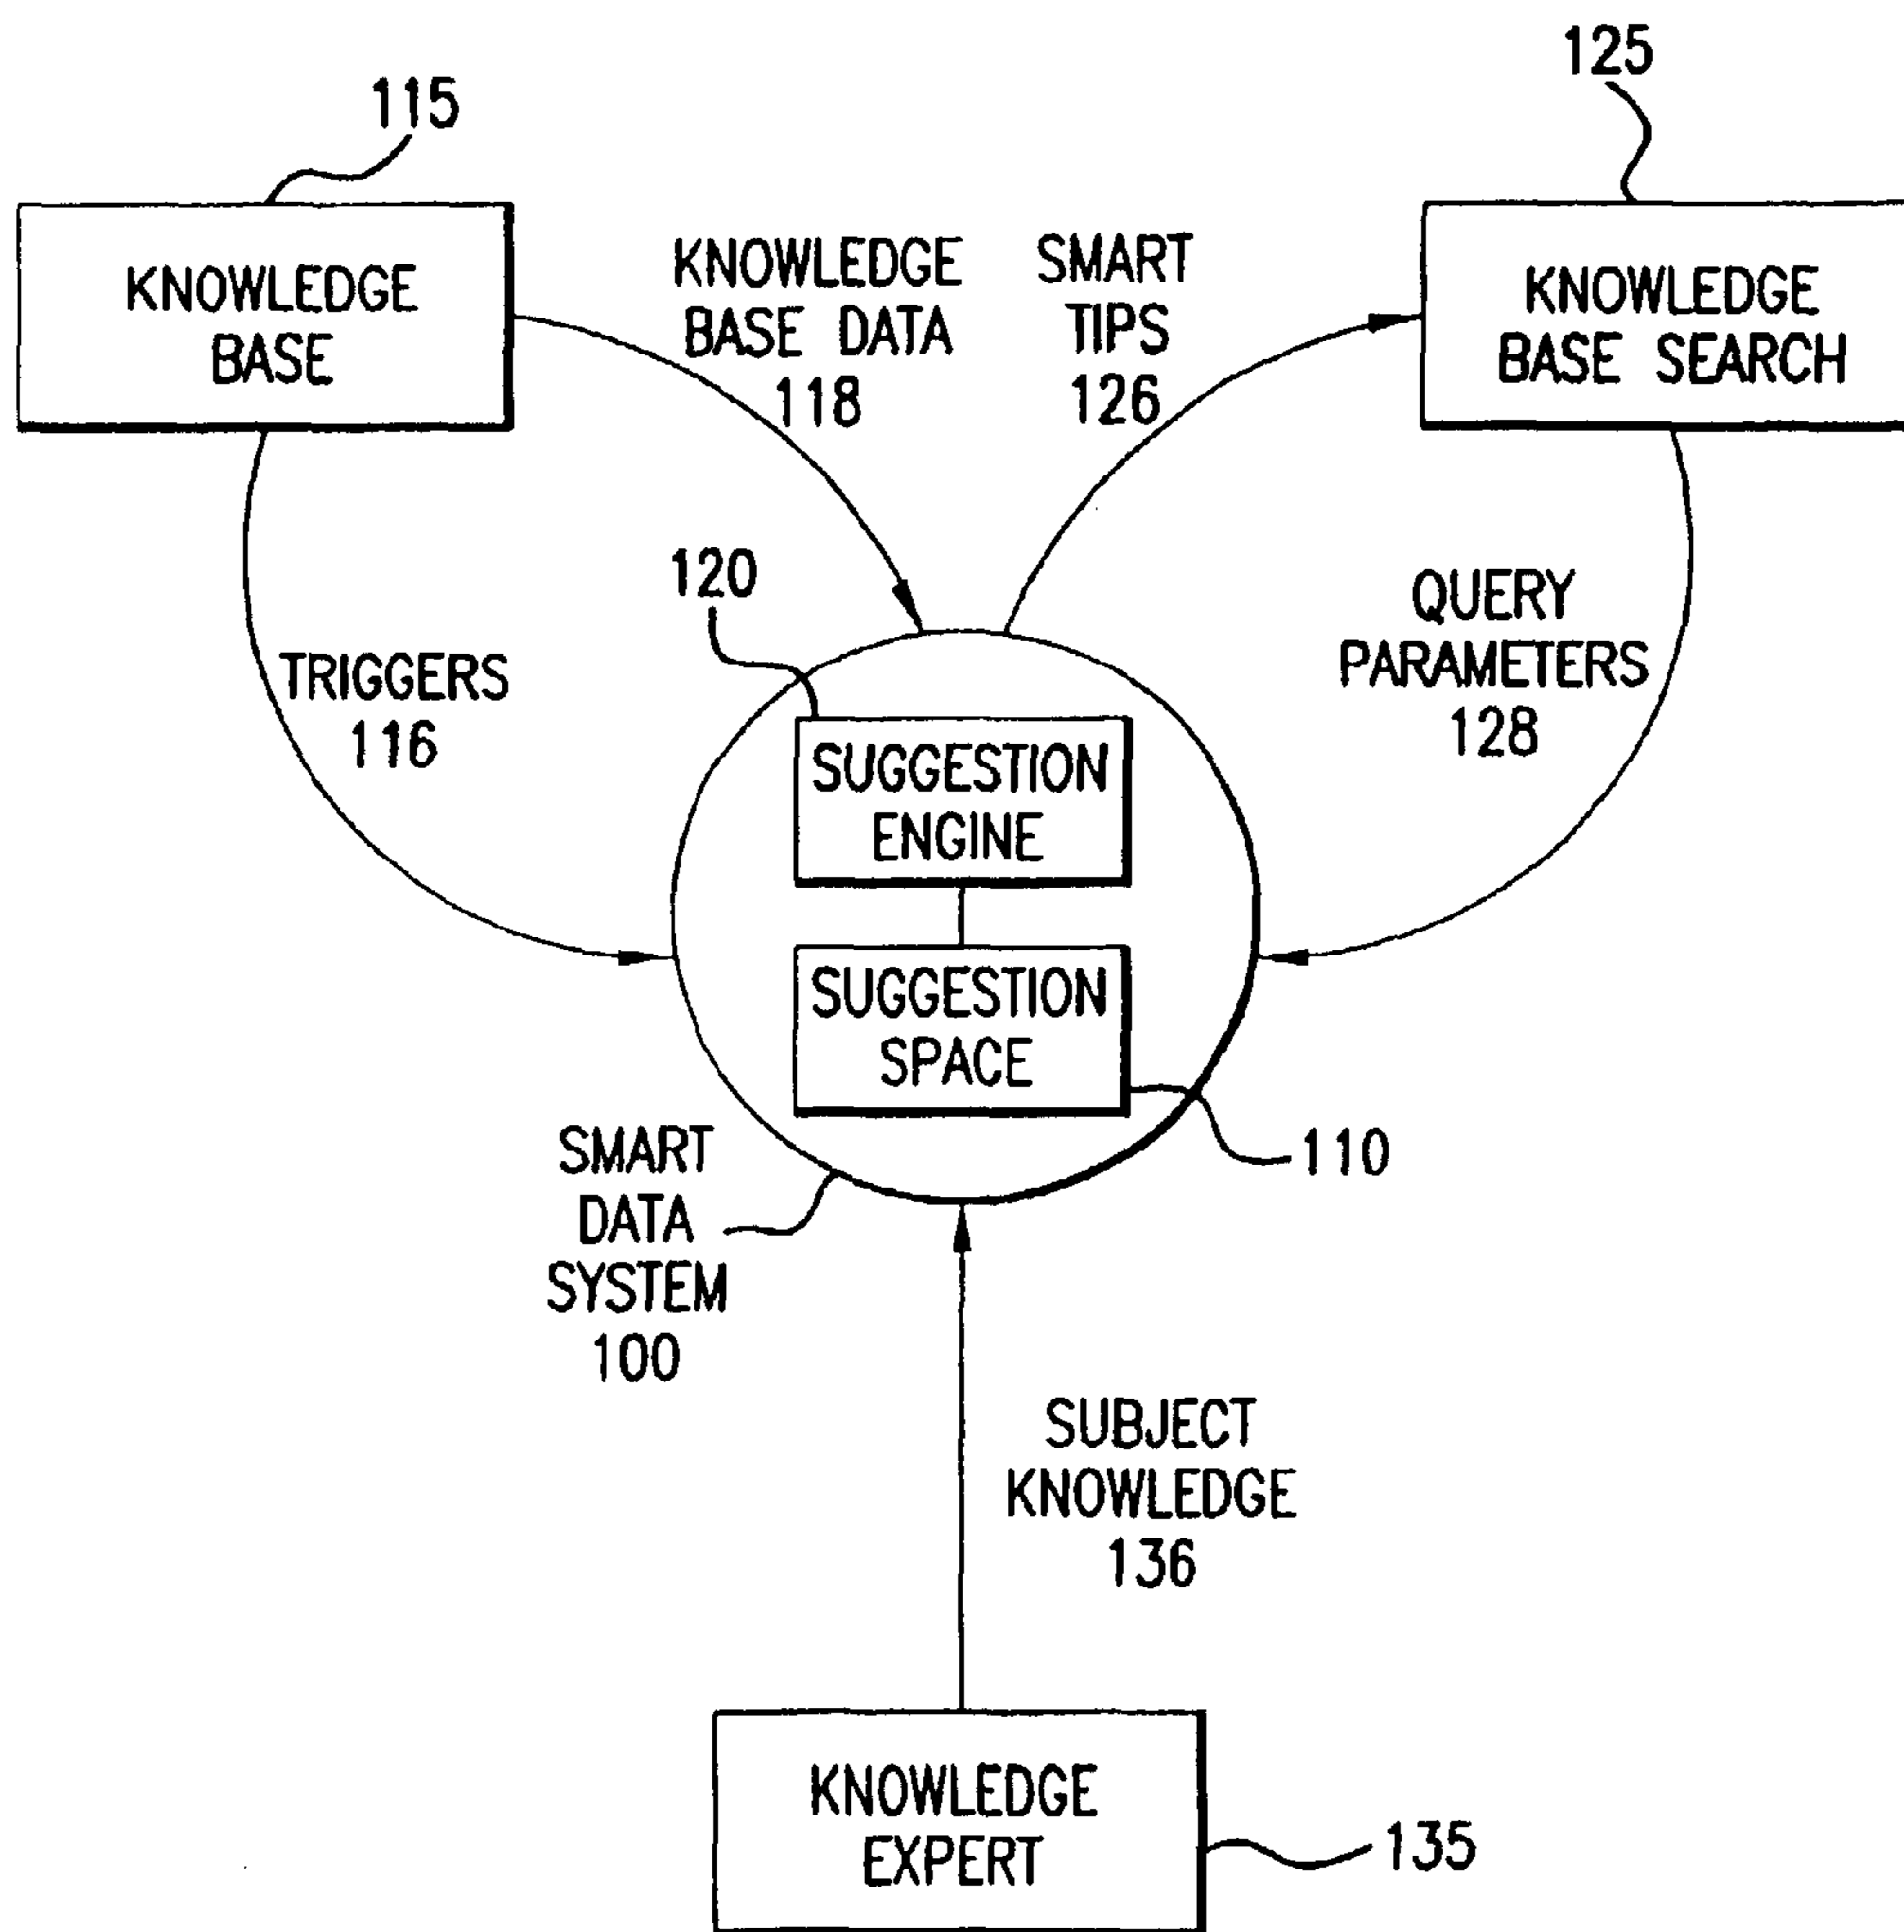 125
115
KNOWLEDGE
BASE
KNOWLEDGE
BASE DATA
118
SMART
TIPS
126
KNOWLEDGE
BASE SEARCH
120
TRIGGERS
116
QUERY
PARAMETERS
128
SUGGESTION
ENGINE
SUGGESTION
SPACE
110
SMART
DATA
SYSTEM
100
SUBJECT
KNOWLEDGE
136
KNOWLEDGE
EXPERT
135